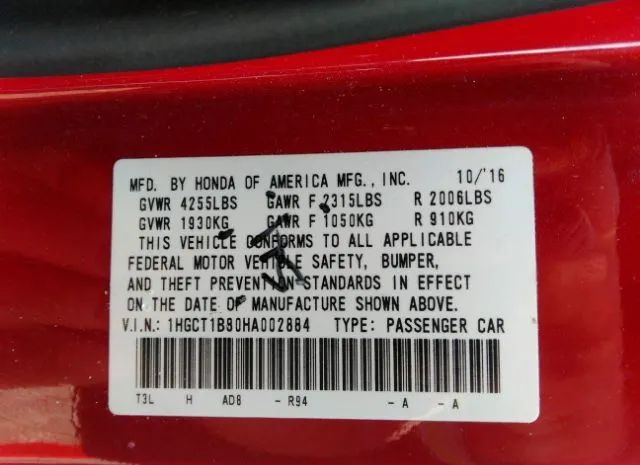 MFD. BY HONDA OF AMERICA MFG., INC. 10/'16
GVWR 4255LBS GAWR F 2315LBS R 2006LBS
GVWR 1930KG GAWR F 1050KG R 910KG
THIS VEHICLE CONFORMS TO ALL APPLICABLE
FEDERAL MOTOR VEHICLE SAFETY, BUMPER,
AND THEFT PREVENTION STANDARDS IN EFFECT
ON THE DATE OF MANUFACTURE SHOWN ABOVE.
V.I.N.: 1HGCT1B90HA002884 TYPE: PASSENGER CAR
T3L H AD8 - R94 - A - A